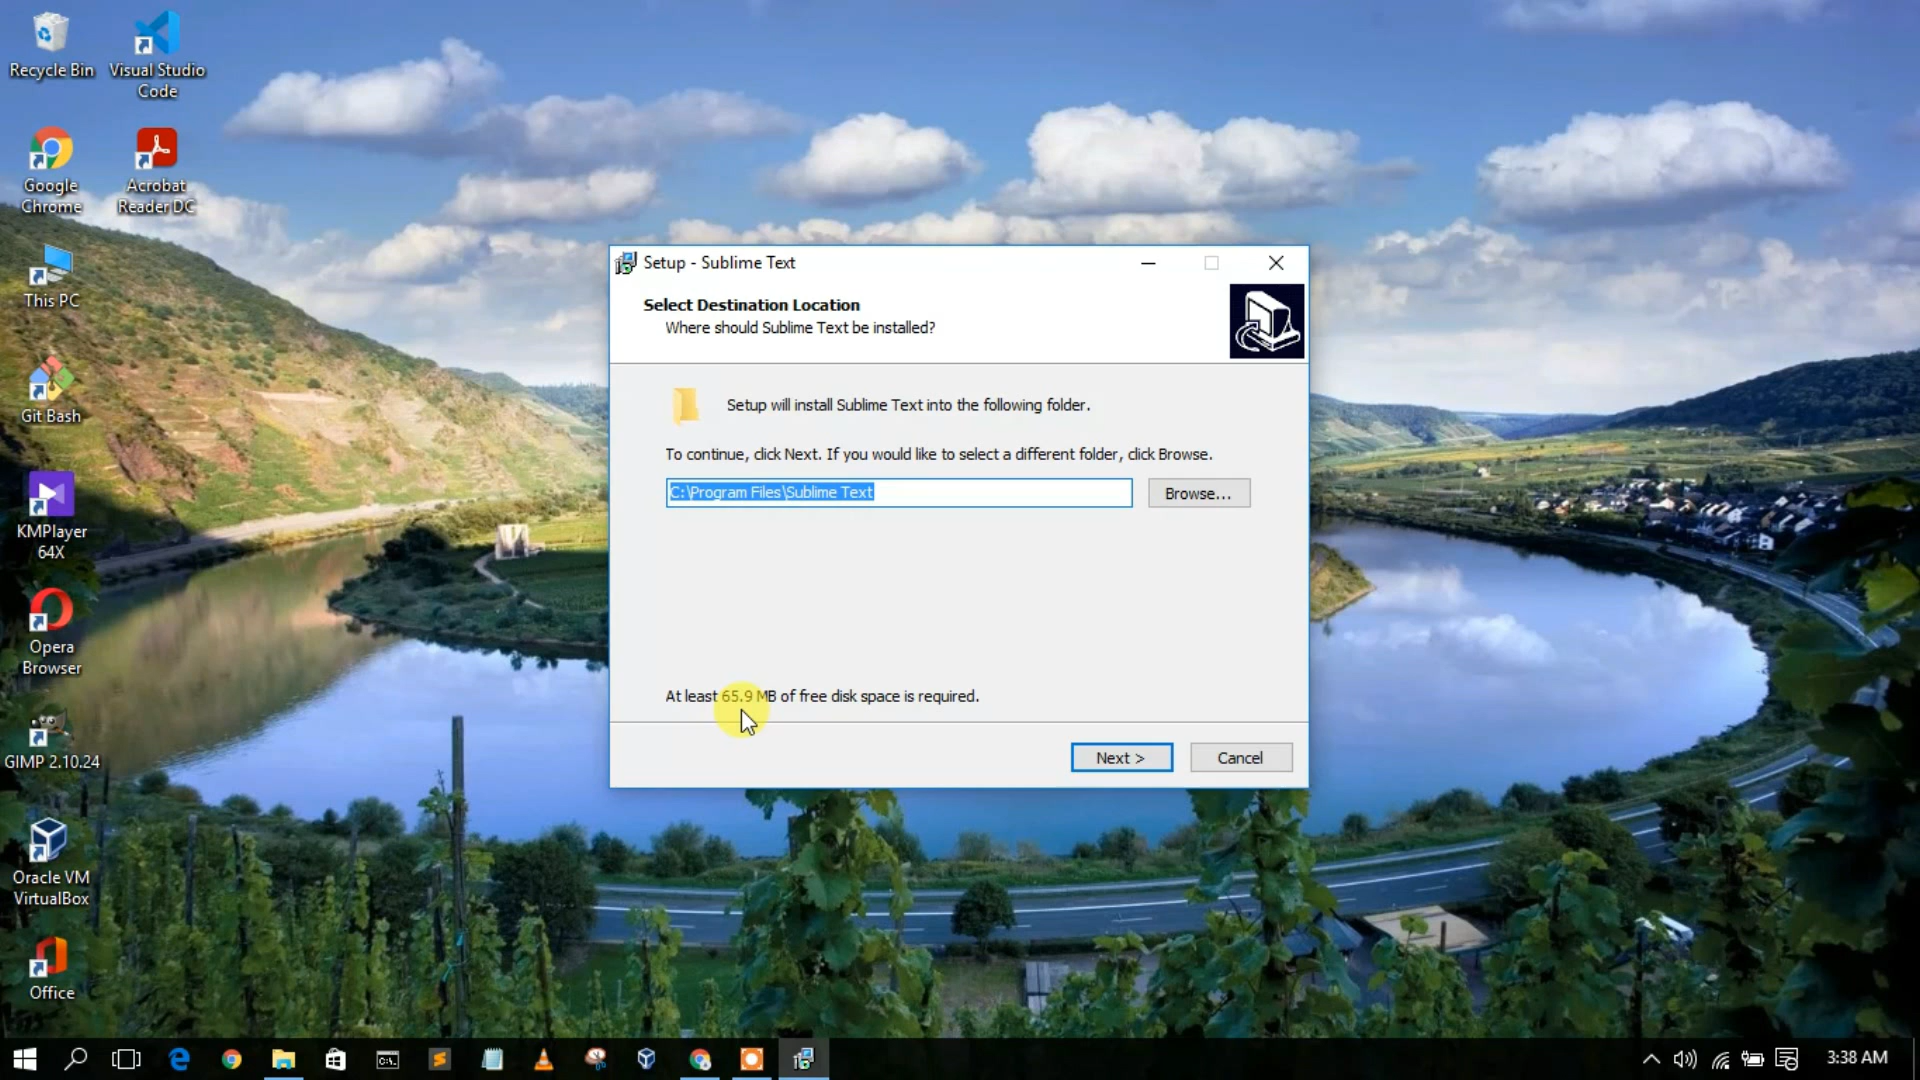 Recycle Bin
Visual Studio
Code
Google
Chrome
Acrobat
Reader DC
This PC
Git Bash
KMPlayer
64X
Opera
Browser
GIMP 2.10.24
Oracle VM
VirtualBox
Office
Setup - Sublime Text
Select Destination Location
Where should Sublime Text be installed?
Setup will install Sublime Text into the following folder.
To continue, click Next. If you would like to select a different folder, click Browse.
C:\Program Files\Sublime Text
Browse...
At least 65.9 MB of free disk space is required.
Next >
Cancel
3:38 AM